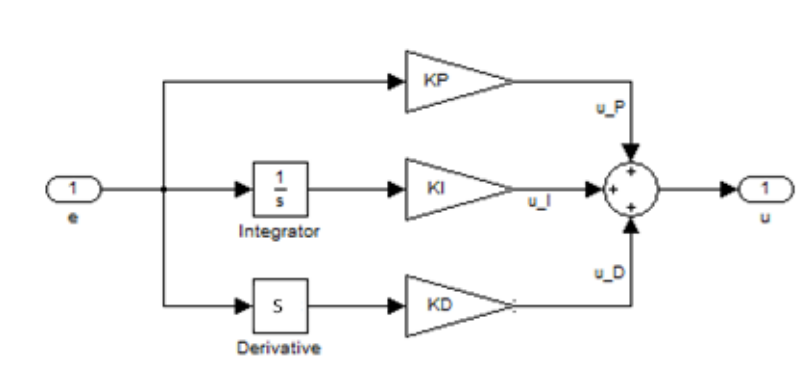 KP
u_P
1
e
1
s
Integrator
KI
u_I
+
+
+
1
u
S
Derivative
KD
u_D